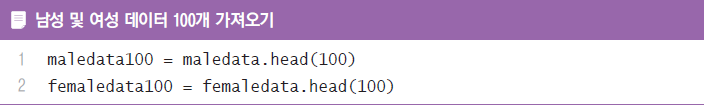 남성 및 여성 데이터 100개 가져오기
1 maledata100 = maledata.head(100)
2 femaledata100 = femaledata.head(100)